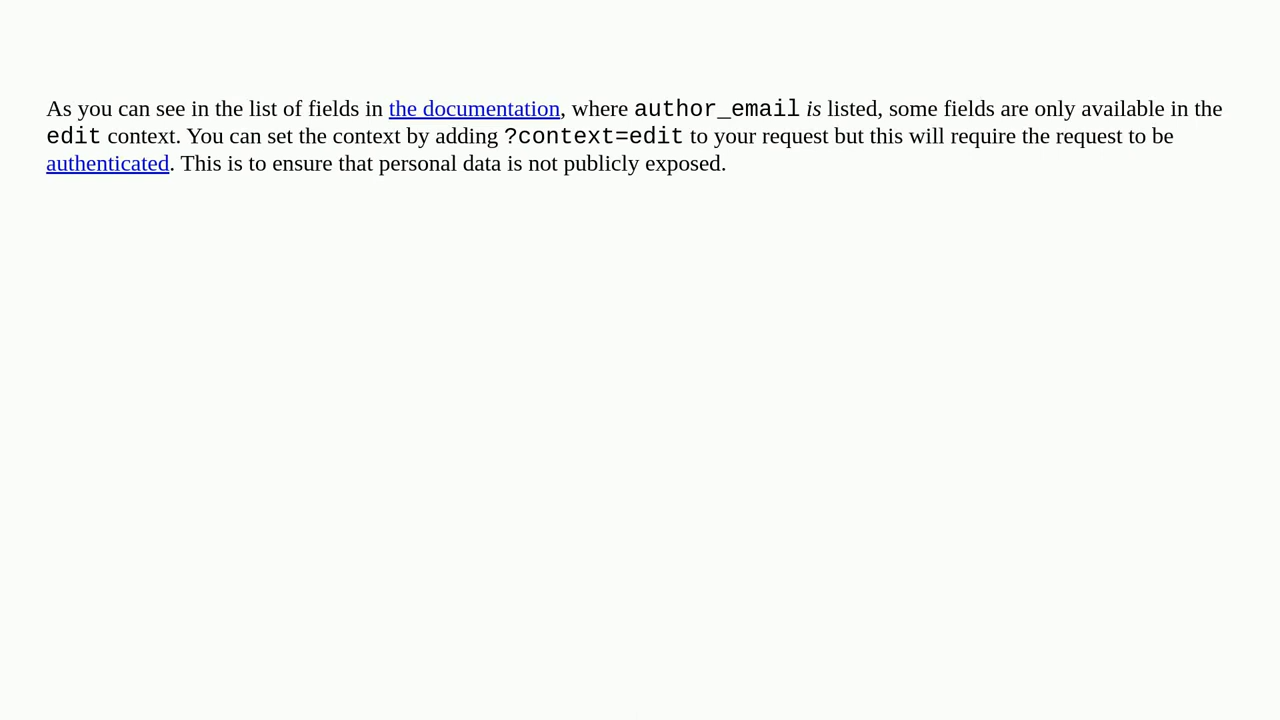 As you can see in the list of fields in the documentation, where author_email is listed, some fields are only available in the
edit context. You can set the context by adding ?context=edit to your request but this will require the request to be
authenticated. This is to ensure that personal data is not publicly exposed.